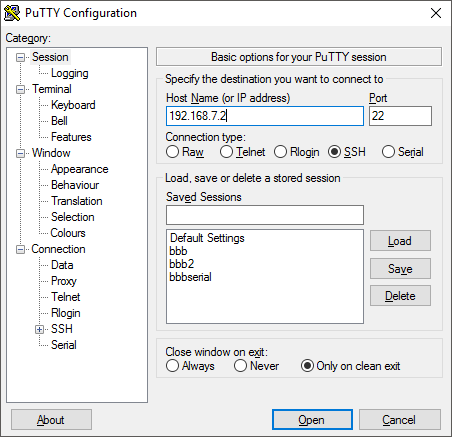 PuTTY Configuration
Category:
Session
Logging
Terminal
Keyboard
Bell
Features
Window
Appearance
Behaviour
Translation
Selection
Colours
Connection
Data
Proxy
Telnet
Rlogin
SSH
Serial
Basic options for your PuTTY session
Specify the destination you want to connect to
Host Name (or IP address) Port
192.168.7.2 22
Connection type:
Raw Telnet Rlogin SSH Serial
Load, save or delete a stored session
Saved Sessions
Default Settings
bbb
bbb2
bbbserial
Load
Save
Delete
Close window on exit:
Always Never Only on clean exit
About Open Cancel